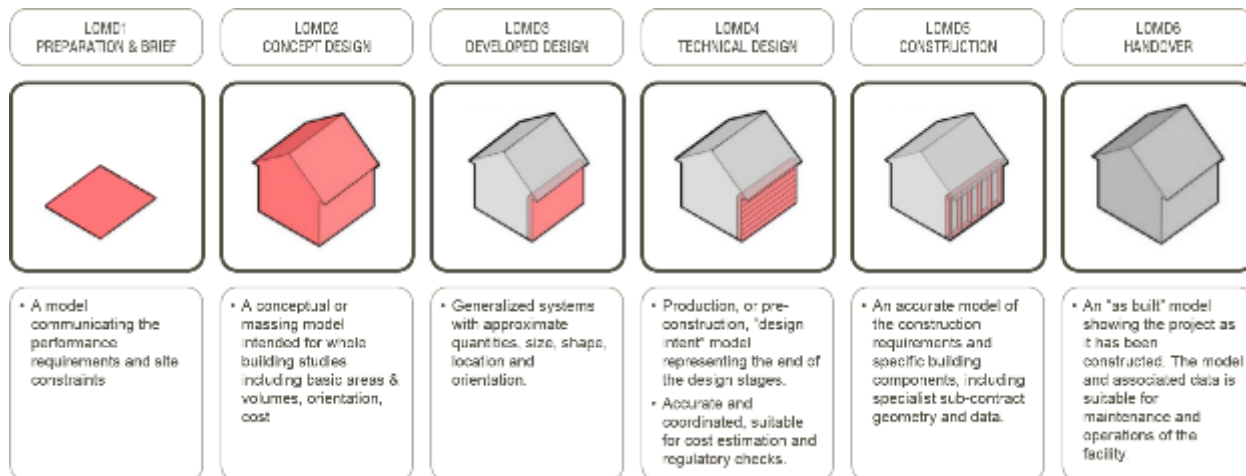 LOMD1
PREPARATION & BRIEF
LOMD2
CONCEPT DESIGN
LOMD3
DEVELOPED DESIGN
LOMD4
TECHNICAL DESIGN
LOMD5
CONSTRUCTION
LOMD6
HANDOVER
• A model
communicating the
performance
requirements and site
constraints
• A conceptual or
massing model
intended for whole
building studies
including basic areas &
volumes, orientation,
cost
• Generalized systems
with approximate
quantities, size, shape,
location and
orientation.
• Production, or pre-
construction, "design
intent" model
representing the end of
the design stages.
• Accurate and
coordinated, suitable
for cost estimation and
regulatory checks.
• An accurate model of
the construction
requirements and
specific building
components, including
specialist sub-contract
geometry and data.
• An "as built" model
showing the project as
it has been
constructed. The model
and associated data is
suitable for
maintenance and
operations of the
facility.